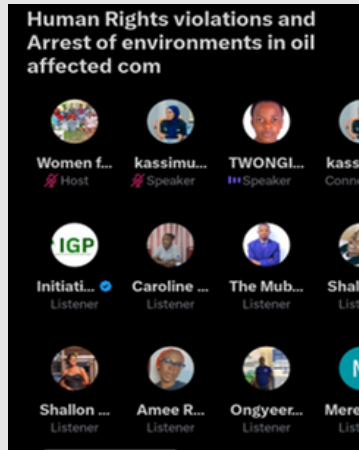 Human Rights violations and
Arrest of environments in oil
affected com
Women f... kassimu... TWONGI... kass
Host Speaker Speaker Conne
IGP
Initiati... Caroline ... The Mub... Shal
Listener Listener Listener List
Shallon ... Amee R... Ongyeer... Mere
Listener Listener Listener List
M